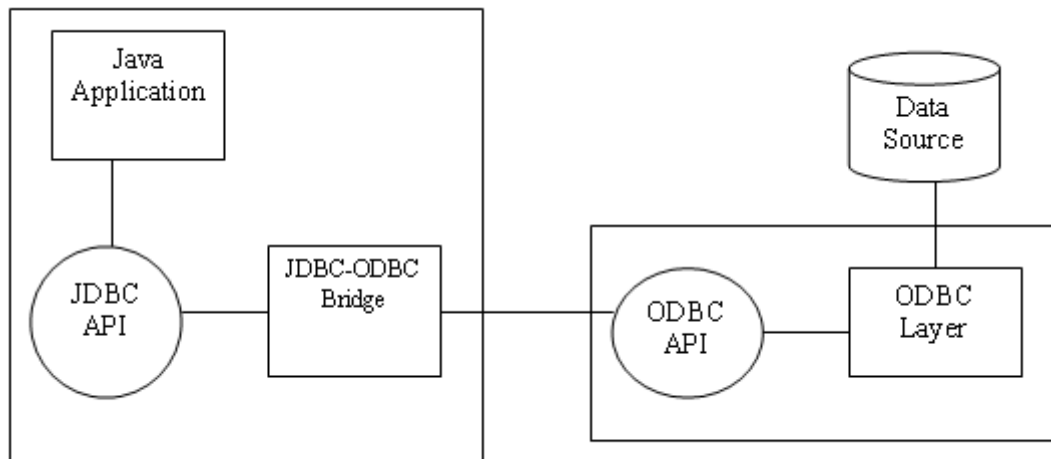 Java
Application
Data
Source
JDBC
API
JDBC-ODBC
Bridge
ODBC
API
ODBC
Layer